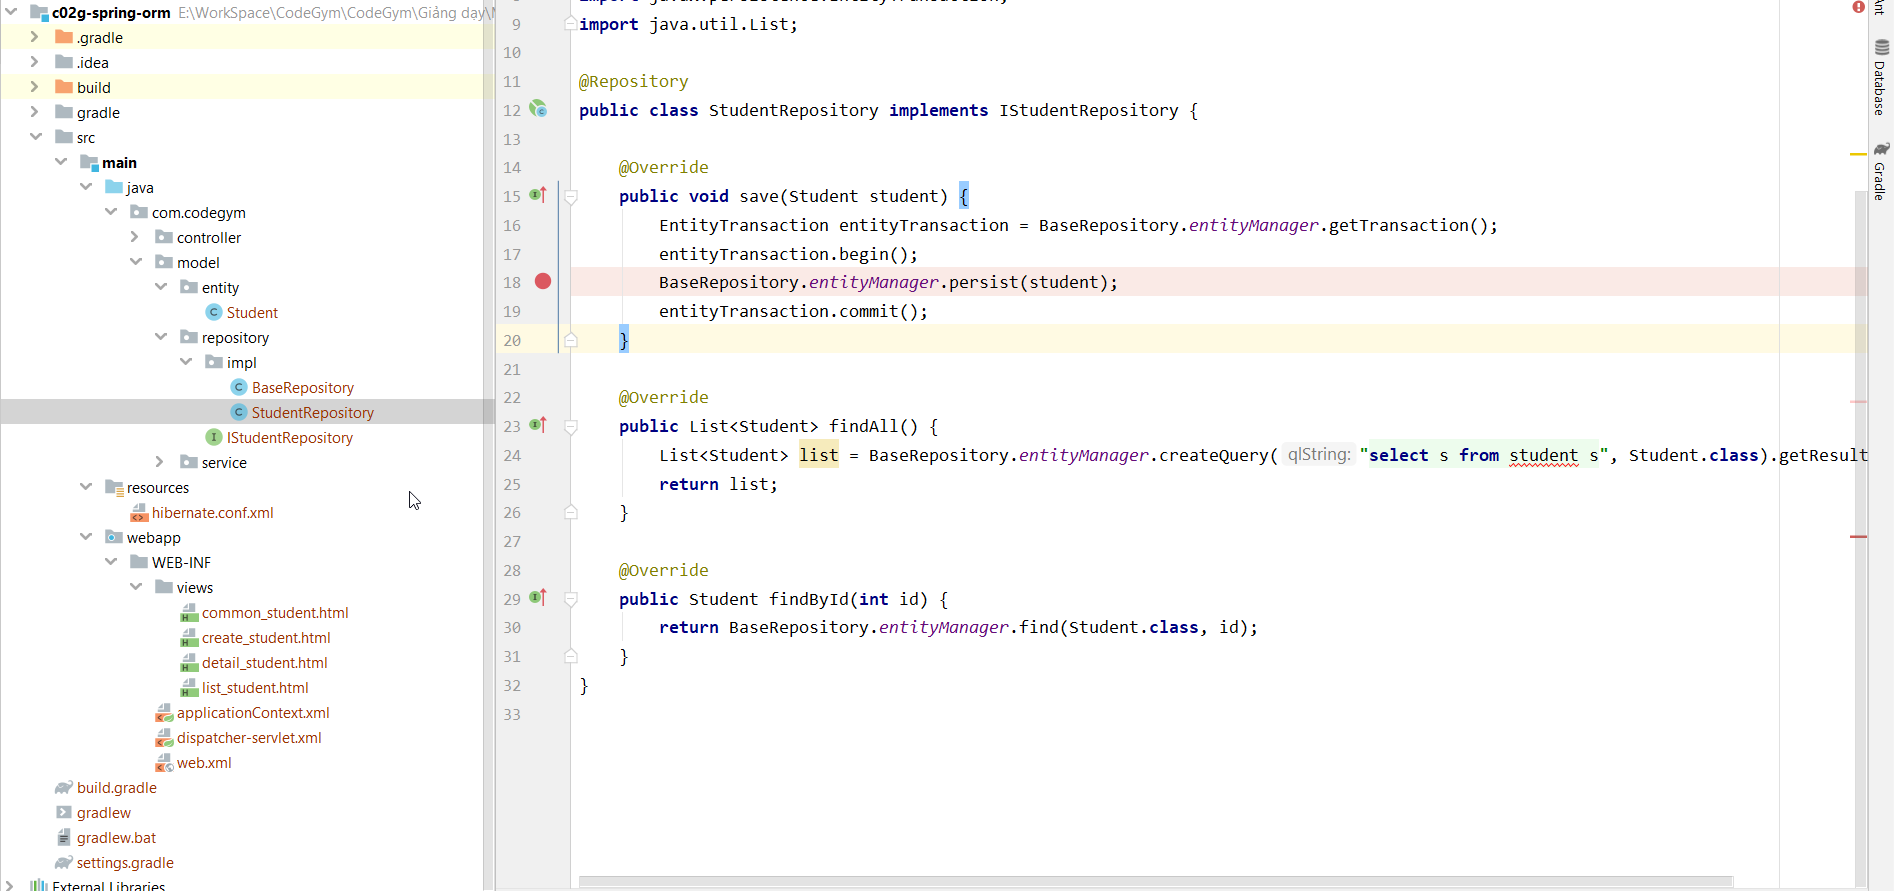 c02g-spring-orm E:\WorkSpace\CodeGym\CodeGym\Giảng dạy\
.gradle
.idea
build
gradle
src
main
java
com.codegym
controller
model
entity
Student
repository
impl
BaseRepository
StudentRepository
IStudentRepository
service
resources
hibernate.conf.xml
webapp
WEB-INF
views
common_student.html
create_student.html
detail_student.html
list_student.html
applicationContext.xml
dispatcher-servlet.xml
web.xml
build.gradle
gradlew
gradlew.bat
settings.gradle
External Libraries
9 import java.util.List;
10
11 @Repository
12 public class StudentRepository implements IStudentRepository {
13
14 @Override
15 public void save(Student student) {
16 EntityTransaction entityTransaction = BaseRepository.entityManager.getTransaction();
17 entityTransaction.begin();
18 BaseRepository.entityManager.persist(student);
19 entityTransaction.commit();
20 }
21
22 @Override
23 public List<Student> findAll() {
24 List<Student> list = BaseRepository.entityManager.createQuery( qlString: "select s from student s", Student.class).getResult
25 return list;
26 }
27
28 @Override
29 public Student findById(int id) {
30 return BaseRepository.entityManager.find(Student.class, id);
31 }
32 }
33
Ant
Database
Gradle